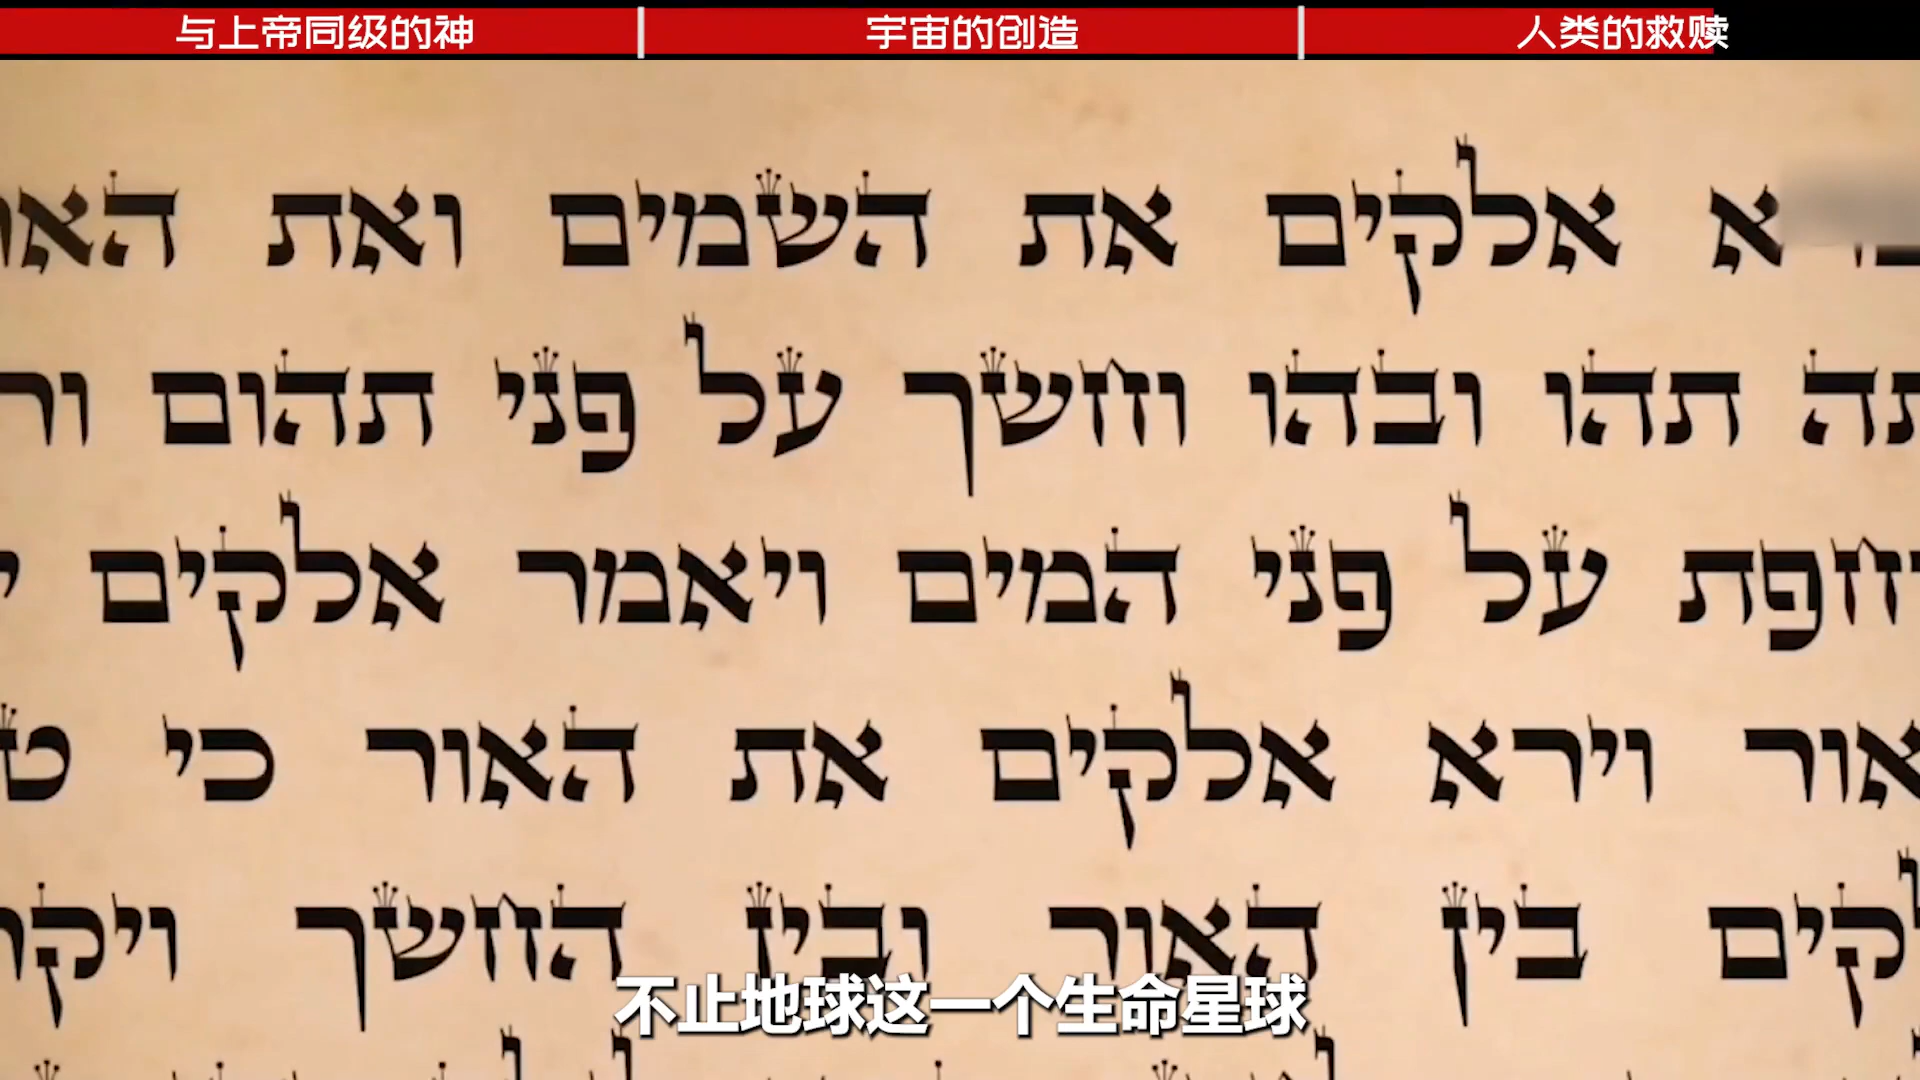 与上帝同级的神 宇宙的创造 人类的救赎
א אלקים את השמים ואת
תהו ובהו וחשך על פני תהום
על פני המים ויאמר אלקים
וירא אלקים את האור כי
בין האור ובין החשך
不止地球这一个生命星球